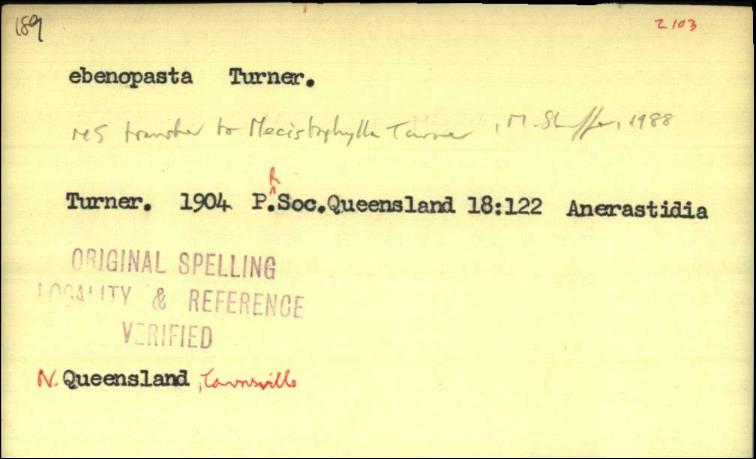 189 2103
ebenopasta Turner.
MS transfer to Mecistophylla Turner, M. Shaffer, 1988
R
Turner. 1904 P.Soc.Queensland 18:122 Anerastidia
ORIGINAL SPELLING
LOCALITY & REFERENCE
VERIFIED
N. Queensland, Townsville